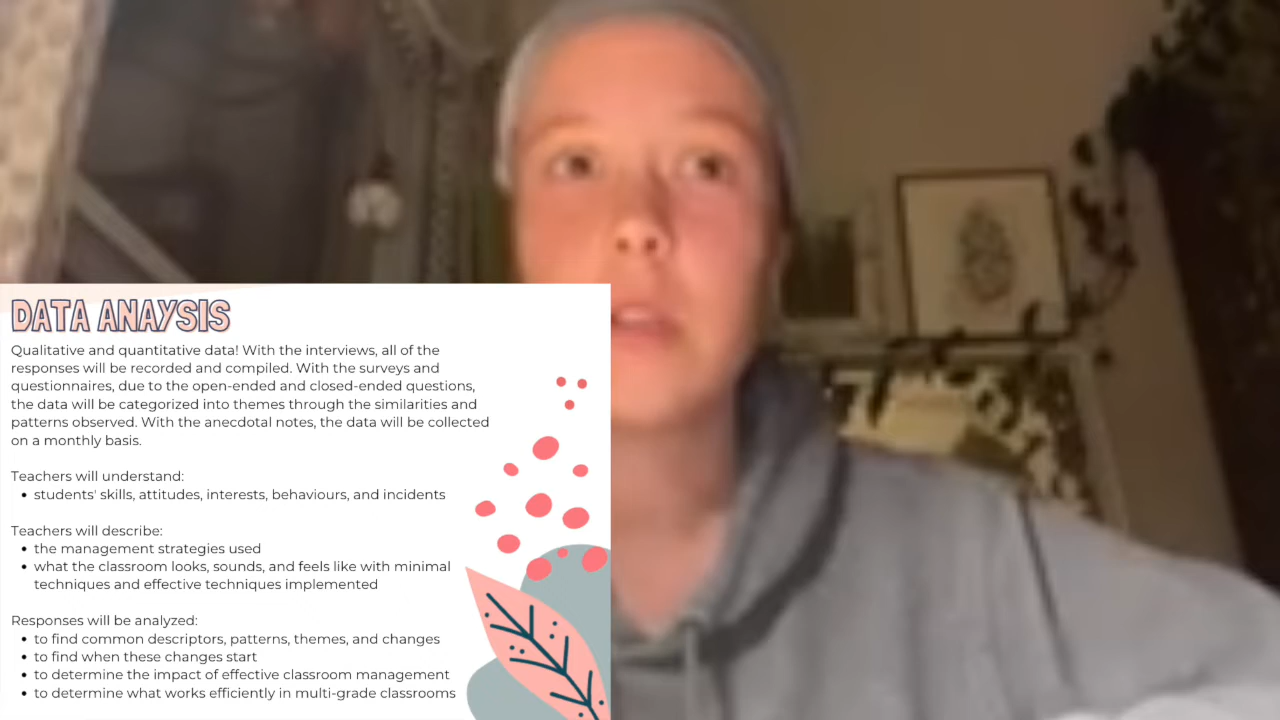 DATA ANAYSIS
Qualitative and quantitative data! With the interviews, all of the
responses will be recorded and compiled. With the surveys and
questionnaires, due to the open-ended and closed-ended questions,
the data will be categorized into themes through the similarities and
patterns observed. With the anecdotal notes, the data will be collected
on a monthly basis.
Teachers will understand:
• students' skills, attitudes, interests, behaviours, and incidents
Teachers will describe:
• the management strategies used
• what the classroom looks, sounds, and feels like with minimal
techniques and effective techniques implemented
Responses will be analyzed:
• to find common descriptors, patterns, themes, and changes
• to find when these changes start
• to determine the impact of effective classroom management
• to determine what works efficiently in multi-grade classrooms